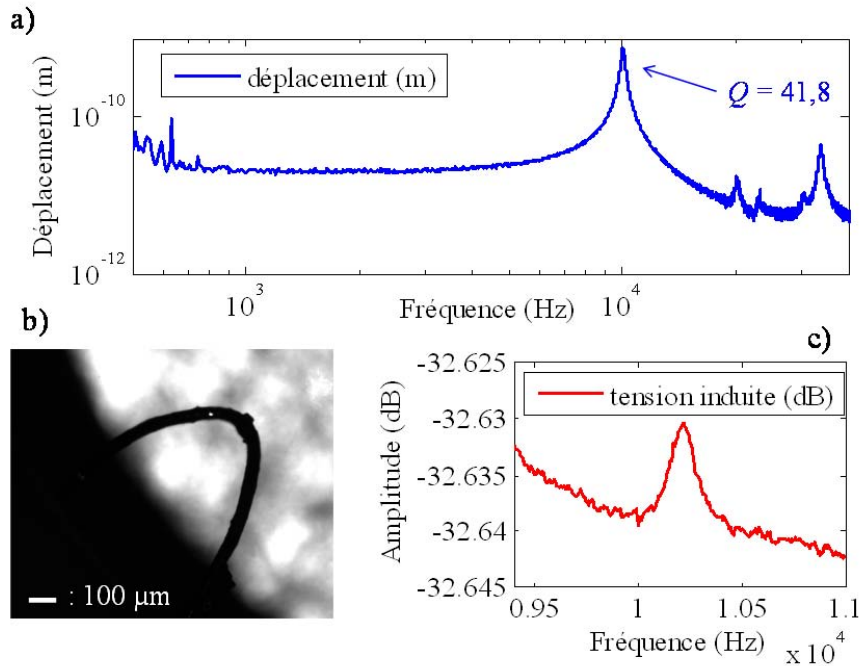 a)
Déplacement (m)
10^-10
10^-12
déplacement (m)
Q = 41,8
10^3
10^4
Fréquence (Hz)
b)
: 100 µm
c)
Amplitude (dB)
-32.625
-32.63
-32.635
-32.64
-32.645
tension induite (dB)
0.95
1
1.05
1.1
Fréquence (Hz)
x 10^4